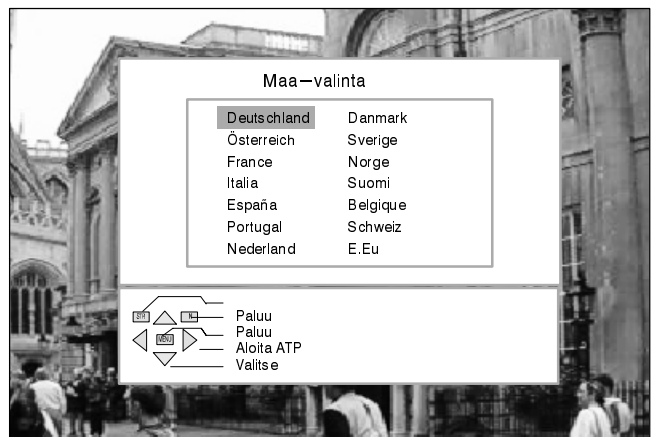 Maa-valinta
Deutschland Danmark
Österreich Sverige
France Norge
Italia Suomi
España Belgique
Portugal Schweiz
Nederland E.Eu
STR N Paluu
MENU Paluu
Aloita ATP
Valitse